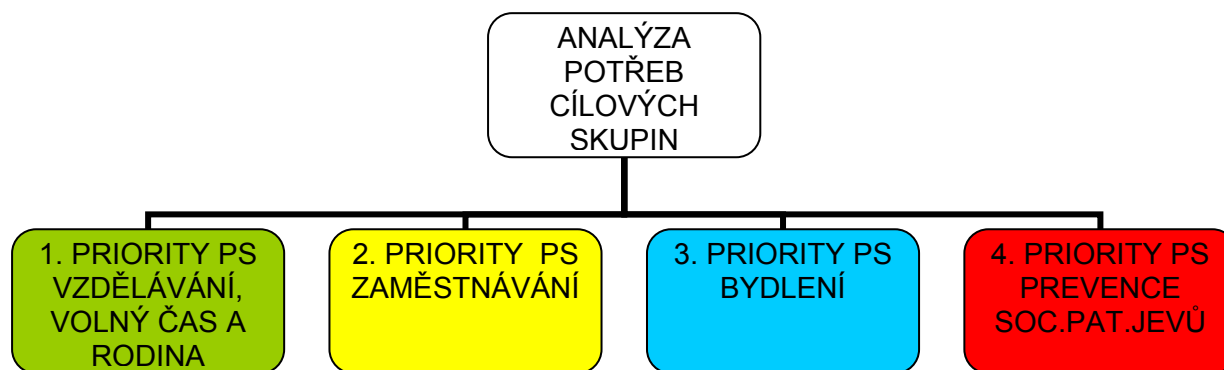 ANALÝZA
POTŘEB
CÍLOVÝCH
SKUPIN
1. PRIORITY PS
VZDĚLÁVÁNÍ,
VOLNÝ ČAS A
RODINA
2. PRIORITY  PS
ZAMĚSTNÁVÁNÍ
3. PRIORITY PS
BYDLENÍ
4. PRIORITY PS
PREVENCE
SOC.PAT.JEVŮ